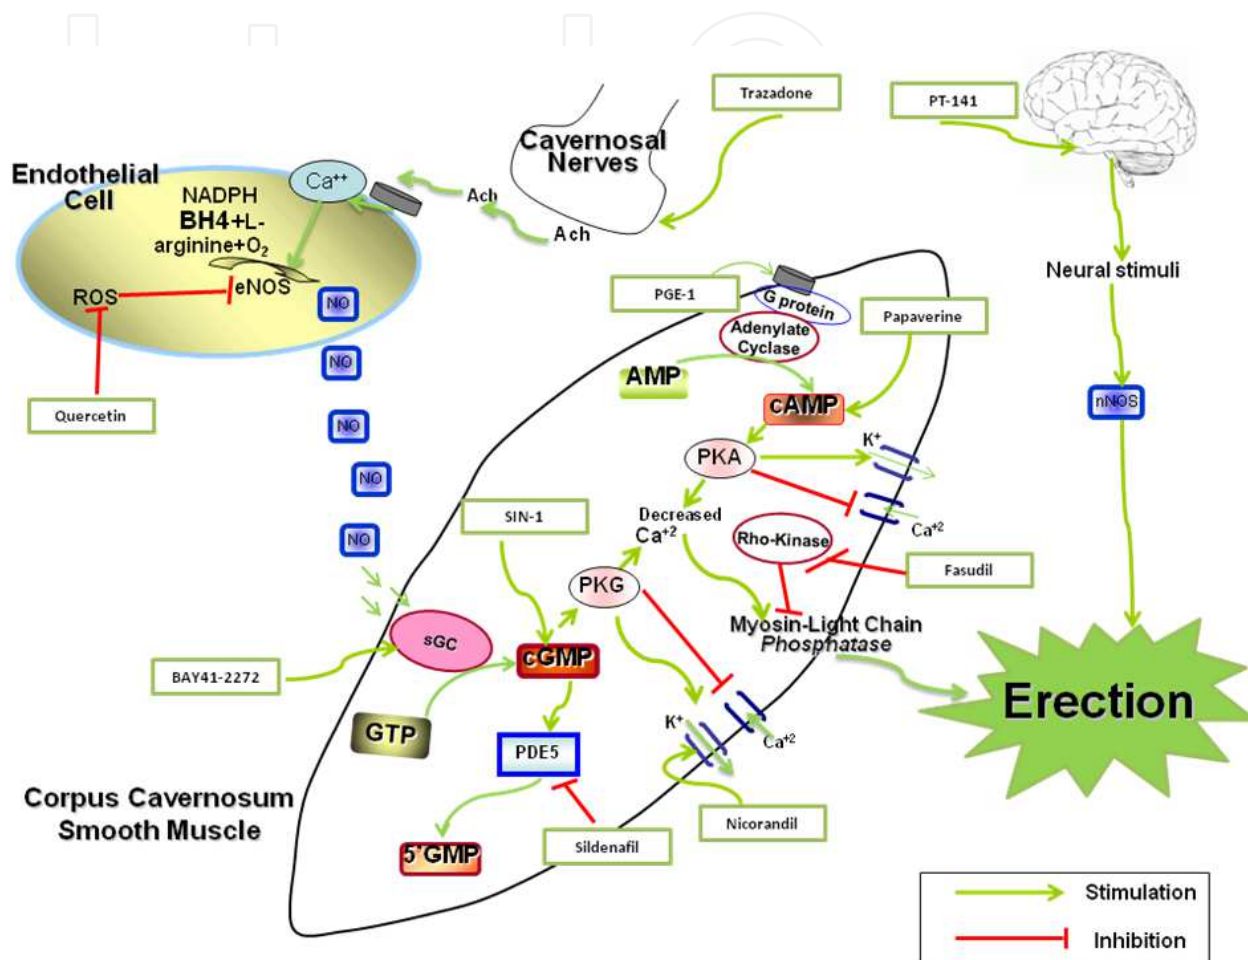 Trazadone
PT-141
Cavernosal
Nerves
Endothelial
Cell
Ca++
NADPH
BH4+L-
arginine+O2
Ach
Ach
eNOS
ROS
NO
Neural stimuli
PGE-1
G protein
Papaverine
Adenylate
Cyclase
NO
AMP
cAMP
nNOS
Quercetin
NO
K+
PKA
NO
SIN-1
Decreased
Ca+2
Ca+2
Rho-Kinase
NO
Fasudil
PKG
Myosin-Light Chain
Phosphatase
sGC
cGMP
BAY41-2272
Erection
GTP
K+
Ca+2
PDE5
Corpus Cavernosum
Smooth Muscle
Nicorandil
Sildenafil
5'GMP
Stimulation
Inhibition